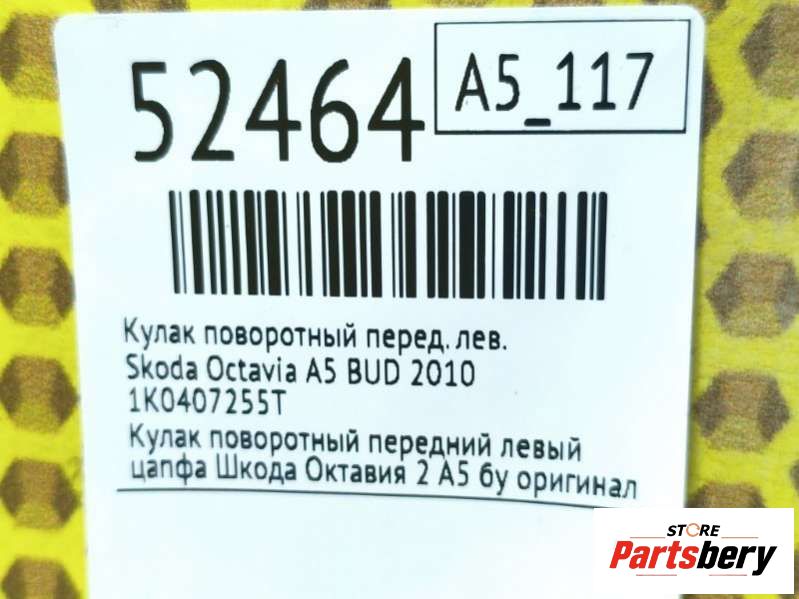 52464
A5_117
Кулак поворотный перед. лев.
Skoda Octavia A5 BUD 2010
1K0407255T
Кулак поворотный передний левый
цапфа Шкода Октавия 2 А5 бу оригинал
STORE
Partsbery